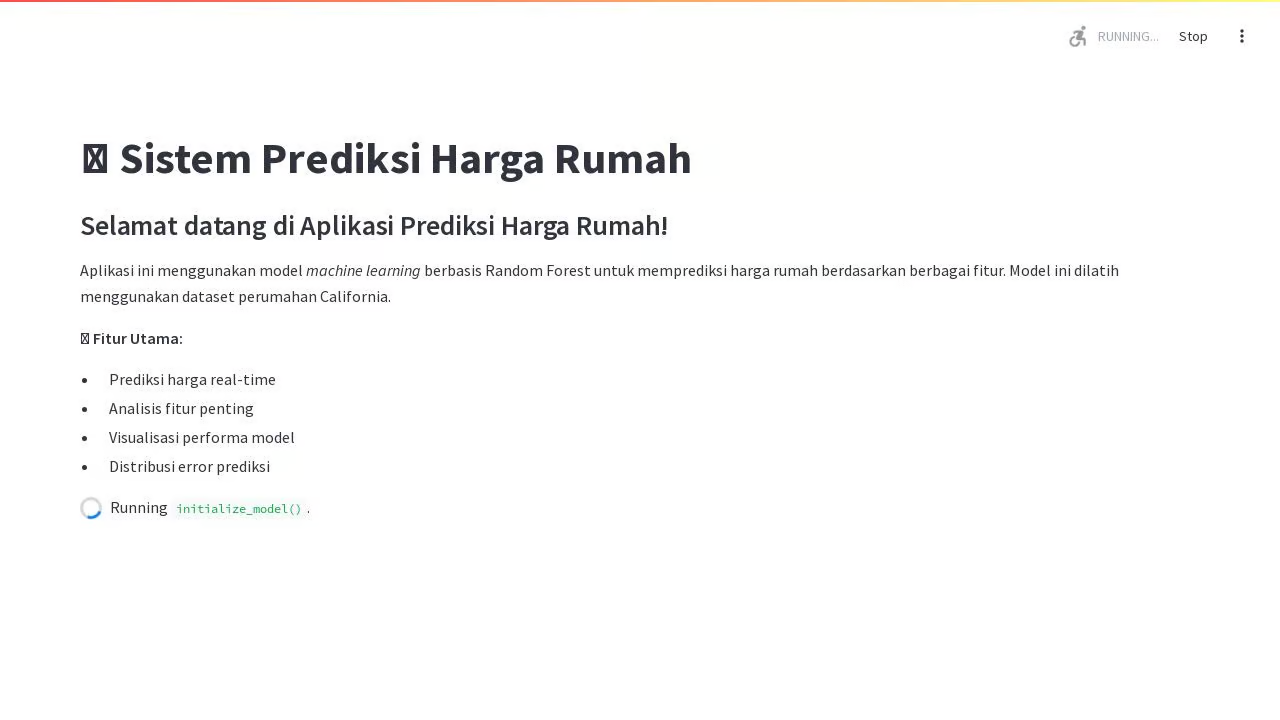 RUNNING...
Stop
Sistem Prediksi Harga Rumah
Selamat datang di Aplikasi Prediksi Harga Rumah!
Aplikasi ini menggunakan model machine learning berbasis Random Forest untuk memprediksi harga rumah berdasarkan berbagai fitur. Model ini dilatih
menggunakan dataset perumahan California.
Fitur Utama:
• Prediksi harga real-time
• Analisis fitur penting
• Visualisasi performa model
• Distribusi error prediksi
Running initialize_model().